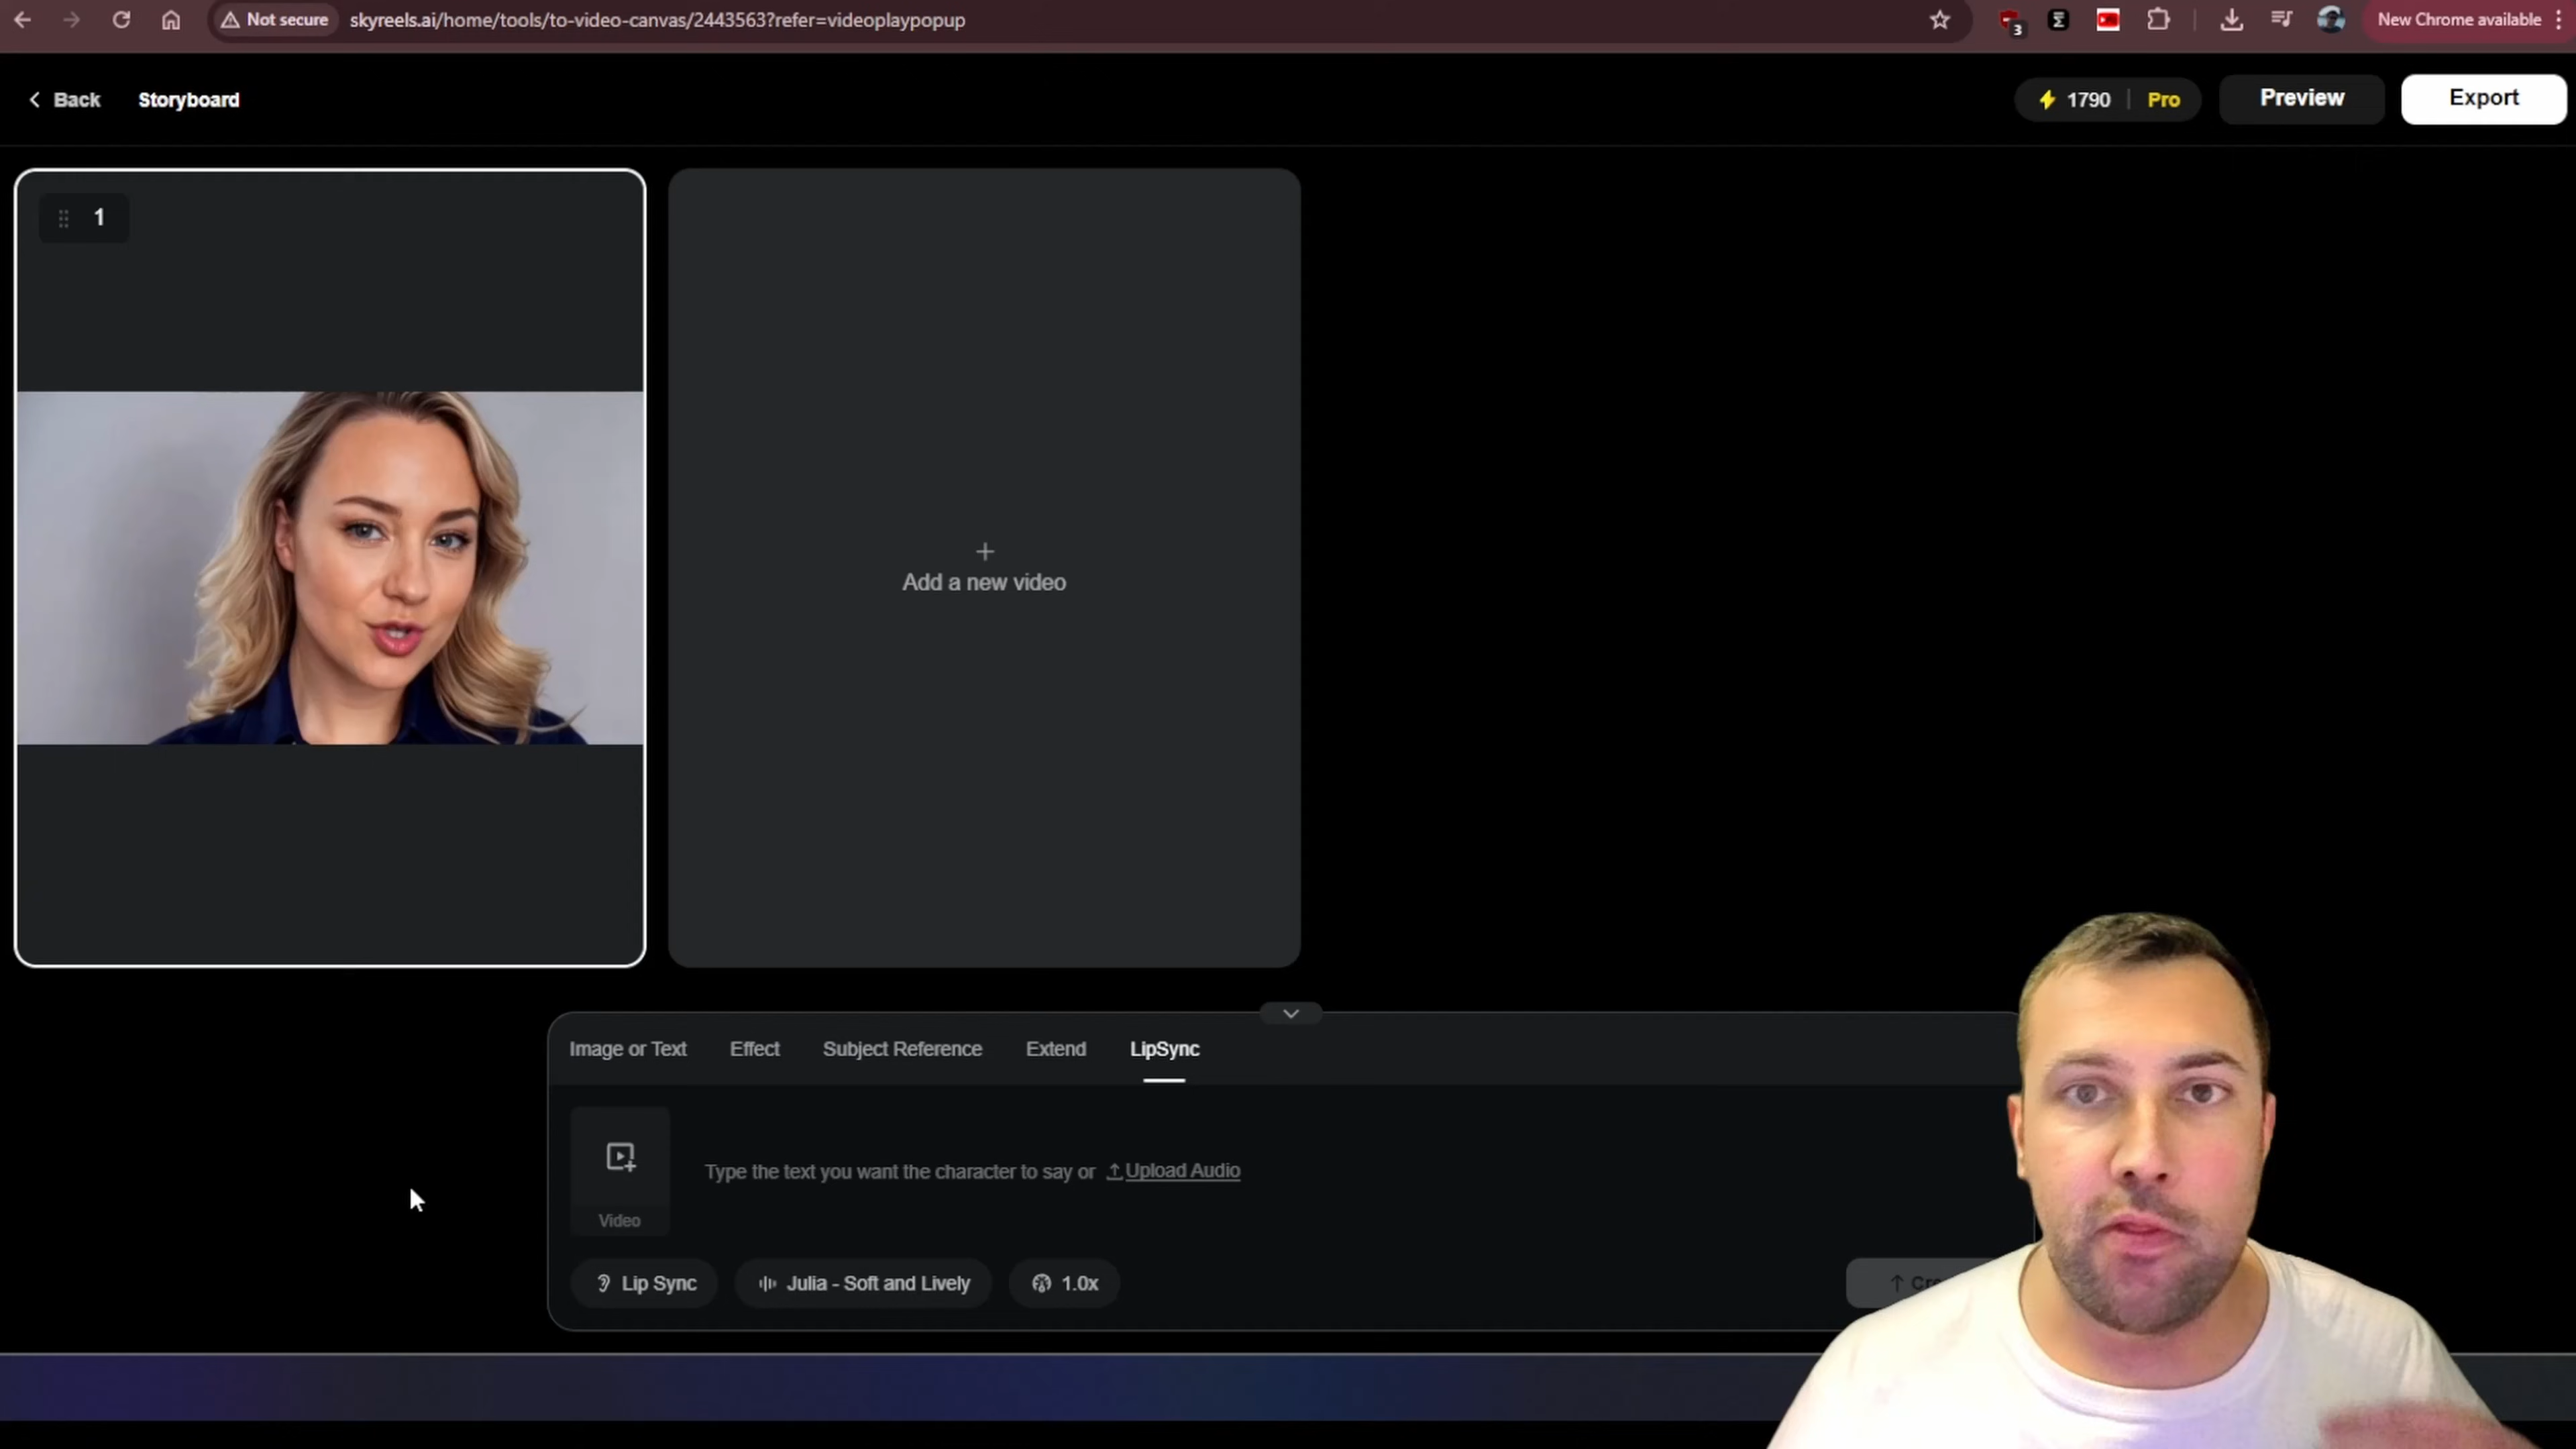 Not secure
skyreels.ai/home/tools/to-video-canvas/2443563?refer=videoplaypopup
3
New Chrome available
Back
Storyboard
1790
Pro
Preview
Export
1
+
Add a new video
Image or Text
Effect
Subject Reference
Extend
LipSync
Type the text you want the character to say or Upload Audio
Video
Lip Sync
Julia - Soft and Lively
1.0x